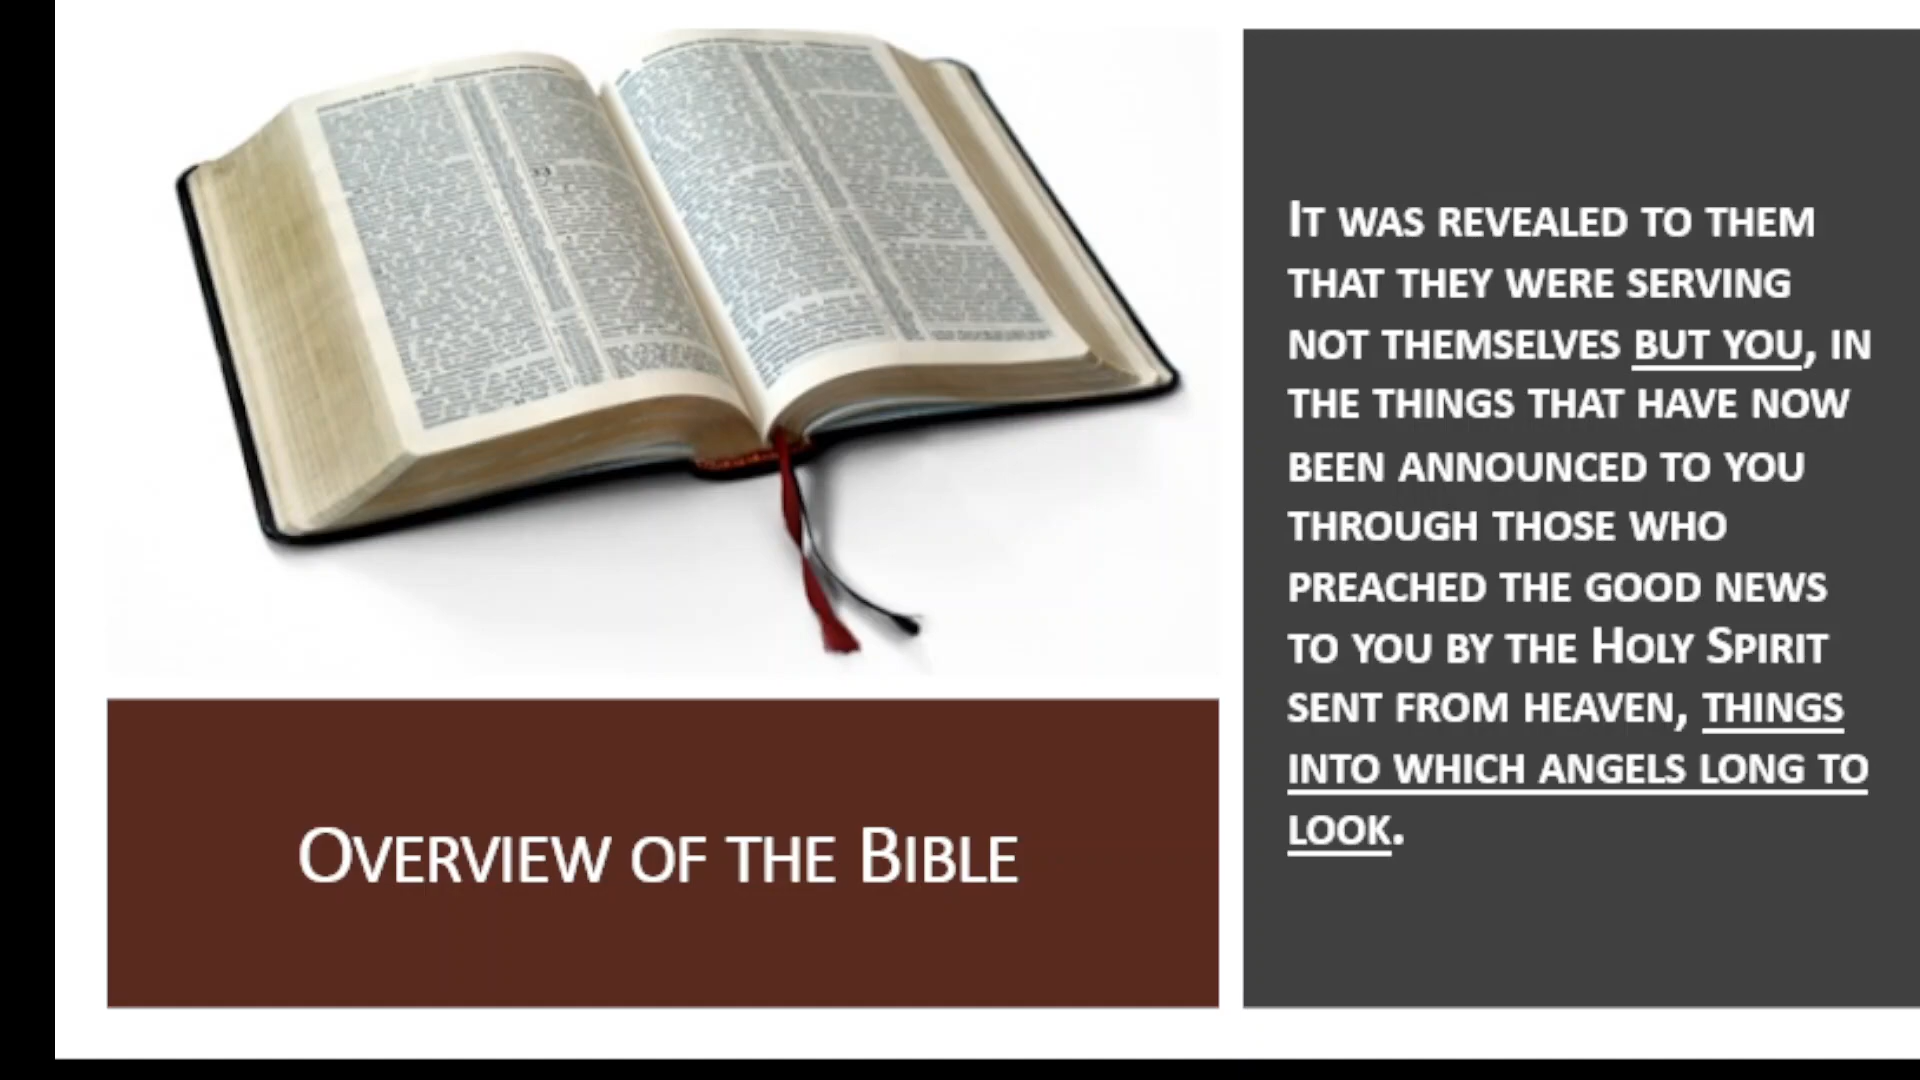 Overview of the Bible
It was revealed to them
that they were serving
not themselves but you, in
the things that have now
been announced to you
through those who
preached the good news
to you by the Holy Spirit
sent from heaven, things
into which angels long to
look.